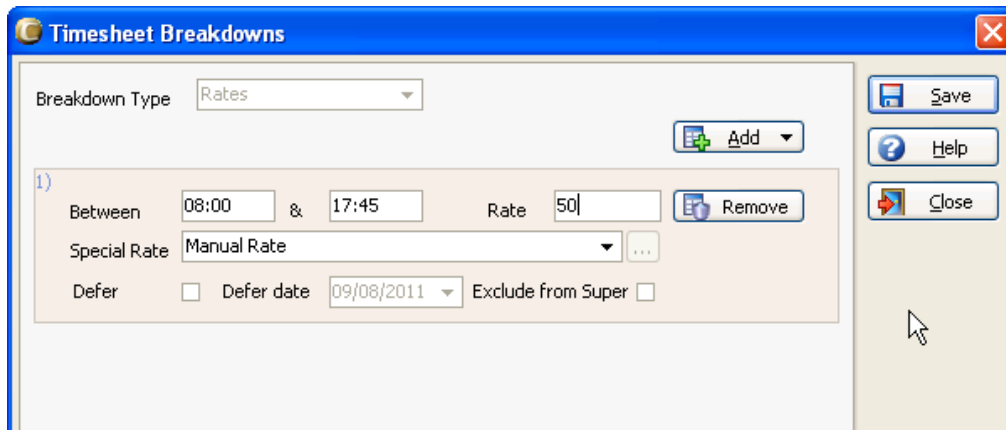 Timesheet Breakdowns
Breakdown Type Rates
Save
Add
Help
1)
Between 08:00 & 17:45 Rate 50 Remove
Close
Special Rate Manual Rate ...
Defer Defer date 09/08/2011 Exclude from Super